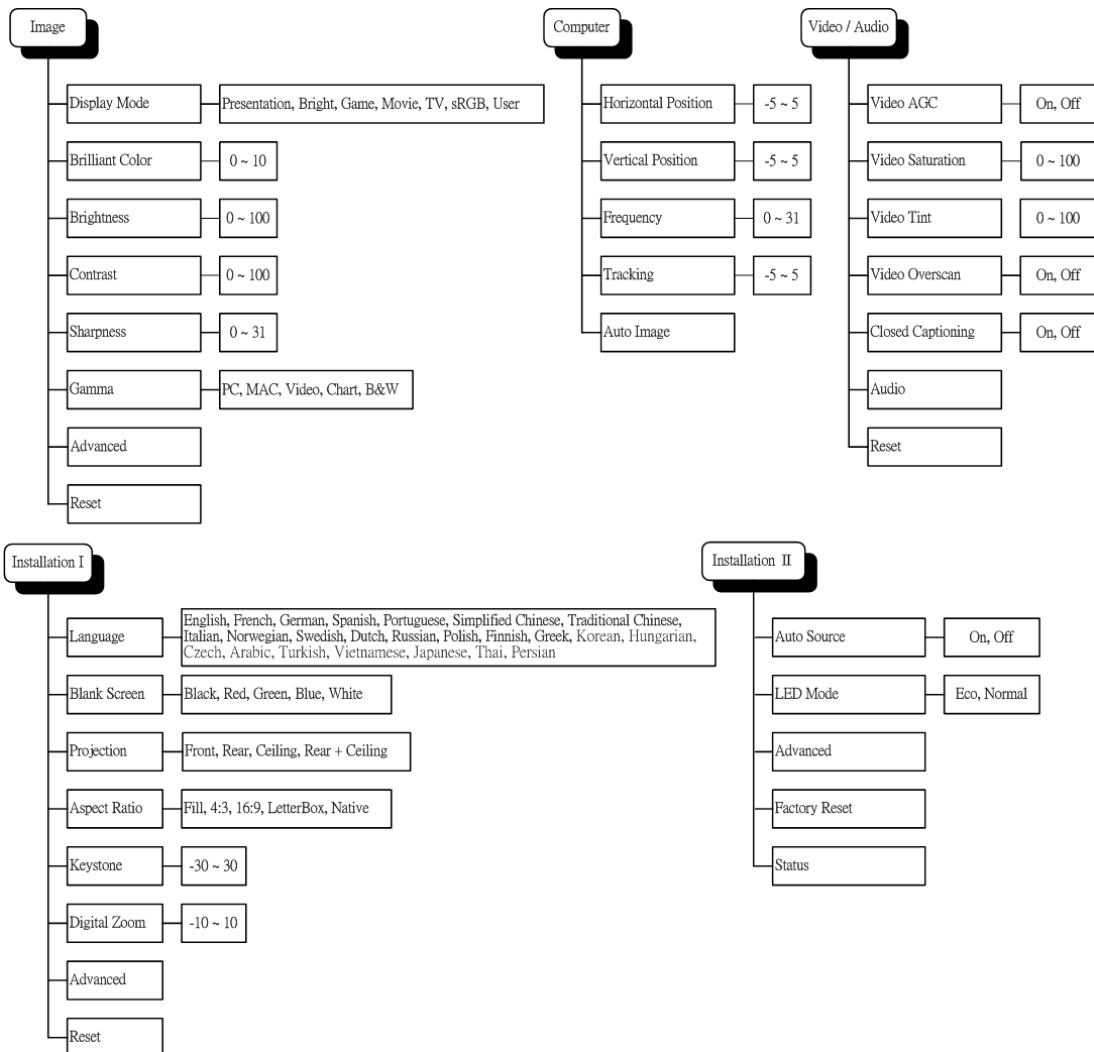 Image
Display Mode
Presentation, Bright, Game, Movie, TV, sRGB, User
Brilliant Color
0 ~ 10
Brightness
0 ~ 100
Contrast
0 ~ 100
Sharpness
0 ~ 31
Gamma
PC, MAC, Video, Chart, B&W
Advanced
Reset
Computer
Horizontal Position
-5 ~ 5
Vertical Position
-5 ~ 5
Frequency
0 ~ 31
Tracking
-5 ~ 5
Auto Image
Video / Audio
Video AGC
On, Off
Video Saturation
0 ~ 100
Video Tint
0 ~ 100
Video Overscan
On, Off
Closed Captioning
On, Off
Audio
Reset
Installation I
Language
English, French, German, Spanish, Portuguese, Simplified Chinese, Traditional Chinese,
Italian, Norwegian, Swedish, Dutch, Russian, Polish, Finnish, Greek, Korean, Hungarian,
Czech, Arabic, Turkish, Vietnamese, Japanese, Thai, Persian
Blank Screen
Black, Red, Green, Blue, White
Projection
Front, Rear, Ceiling, Rear + Ceiling
Aspect Ratio
Fill, 4:3, 16:9, LetterBox, Native
Keystone
-30 ~ 30
Digital Zoom
-10 ~ 10
Advanced
Reset
Installation II
Auto Source
On, Off
LED Mode
Eco, Normal
Advanced
Factory Reset
Status